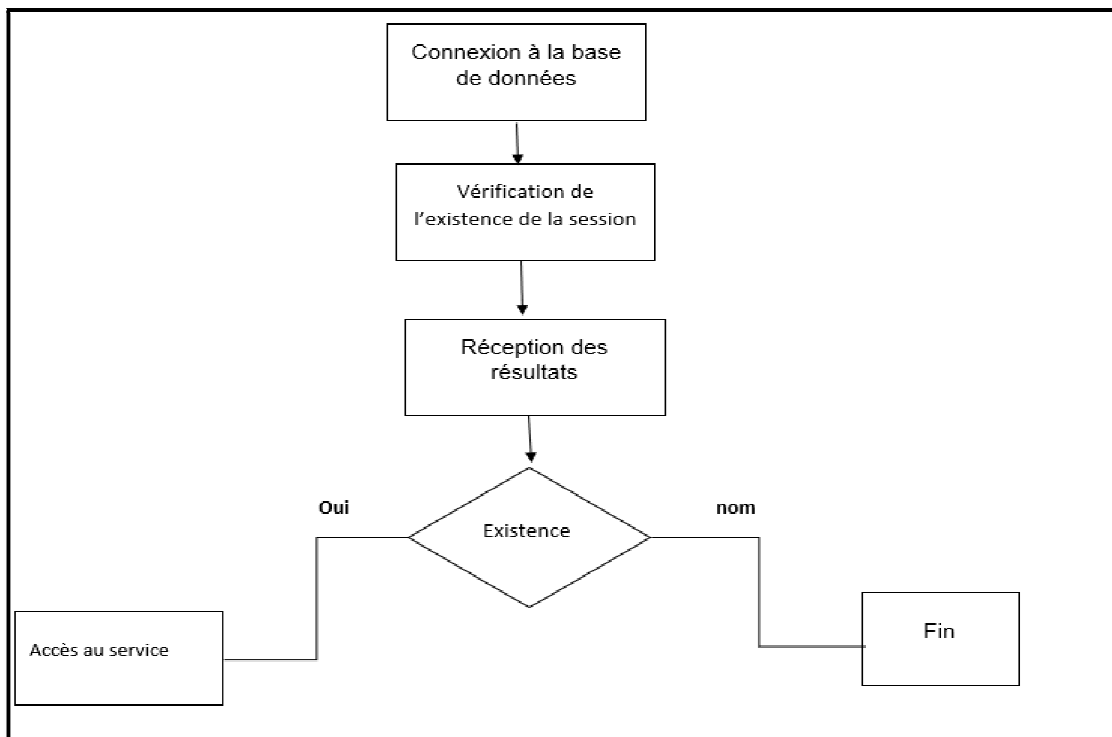 Connexion à la base
de données
Vérification de
l'existence de la session
Réception des
résultats
Oui
nom
Existence
Accès au service
Fin